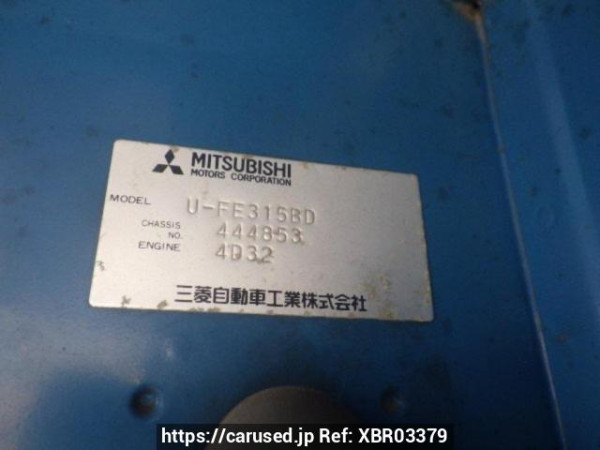 MITSUBISHI
MOTORS CORPORATION
MODEL U-FE315BD
CHASSIS NO. 444853
ENGINE 4D32
三菱自動車工業株式会社
https://carused.jp Ref: XBR03379